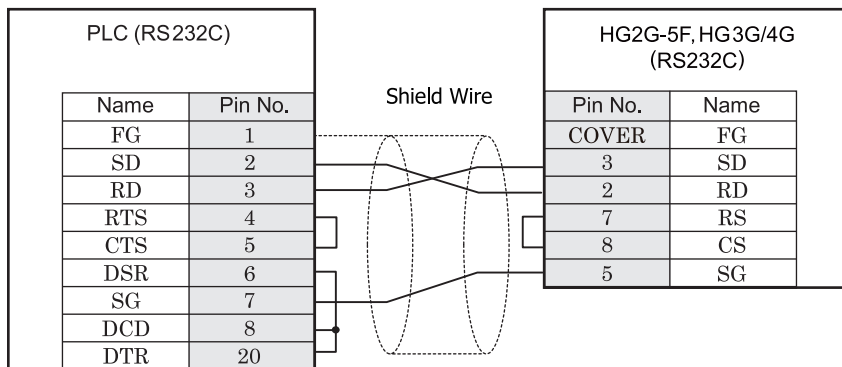 PLC (RS232C)
Name Pin No.
FG 1
SD 2
RD 3
RTS 4
CTS 5
DSR 6
SG 7
DCD 8
DTR 20
Shield Wire
HG2G-5F, HG3G/4G
(RS232C)
Pin No. Name
COVER FG
3 SD
2 RD
7 RS
8 CS
5 SG